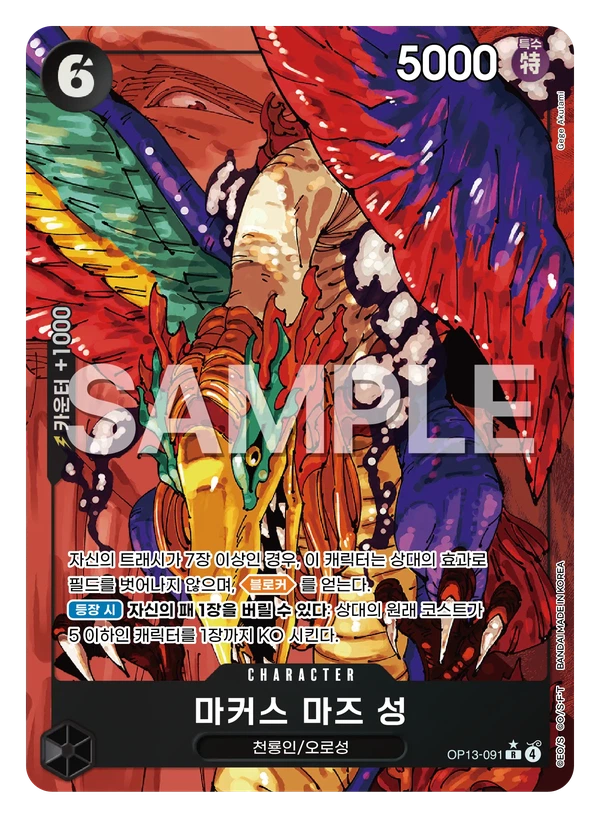 6
5000
특수
特
Gege Akutami
카운터 +1000
SAMPLE
자신의 트래시가 7장 이상인 경우, 이 캐릭터는 상대의 효과로
필드를 벗어나지 않으며, 블로커 를 얻는다.
등장 시 자신의 패 1장을 버릴 수 있다: 상대의 원래 코스트가
5 이하인 캐릭터를 1장까지 KO 시킨다.
CHARACTER
마커스 마즈 성
천룡인/오로성
OP13-091 ★ R 4
©EO/S ©O/S·F·T BANDAI MADE IN KOREA